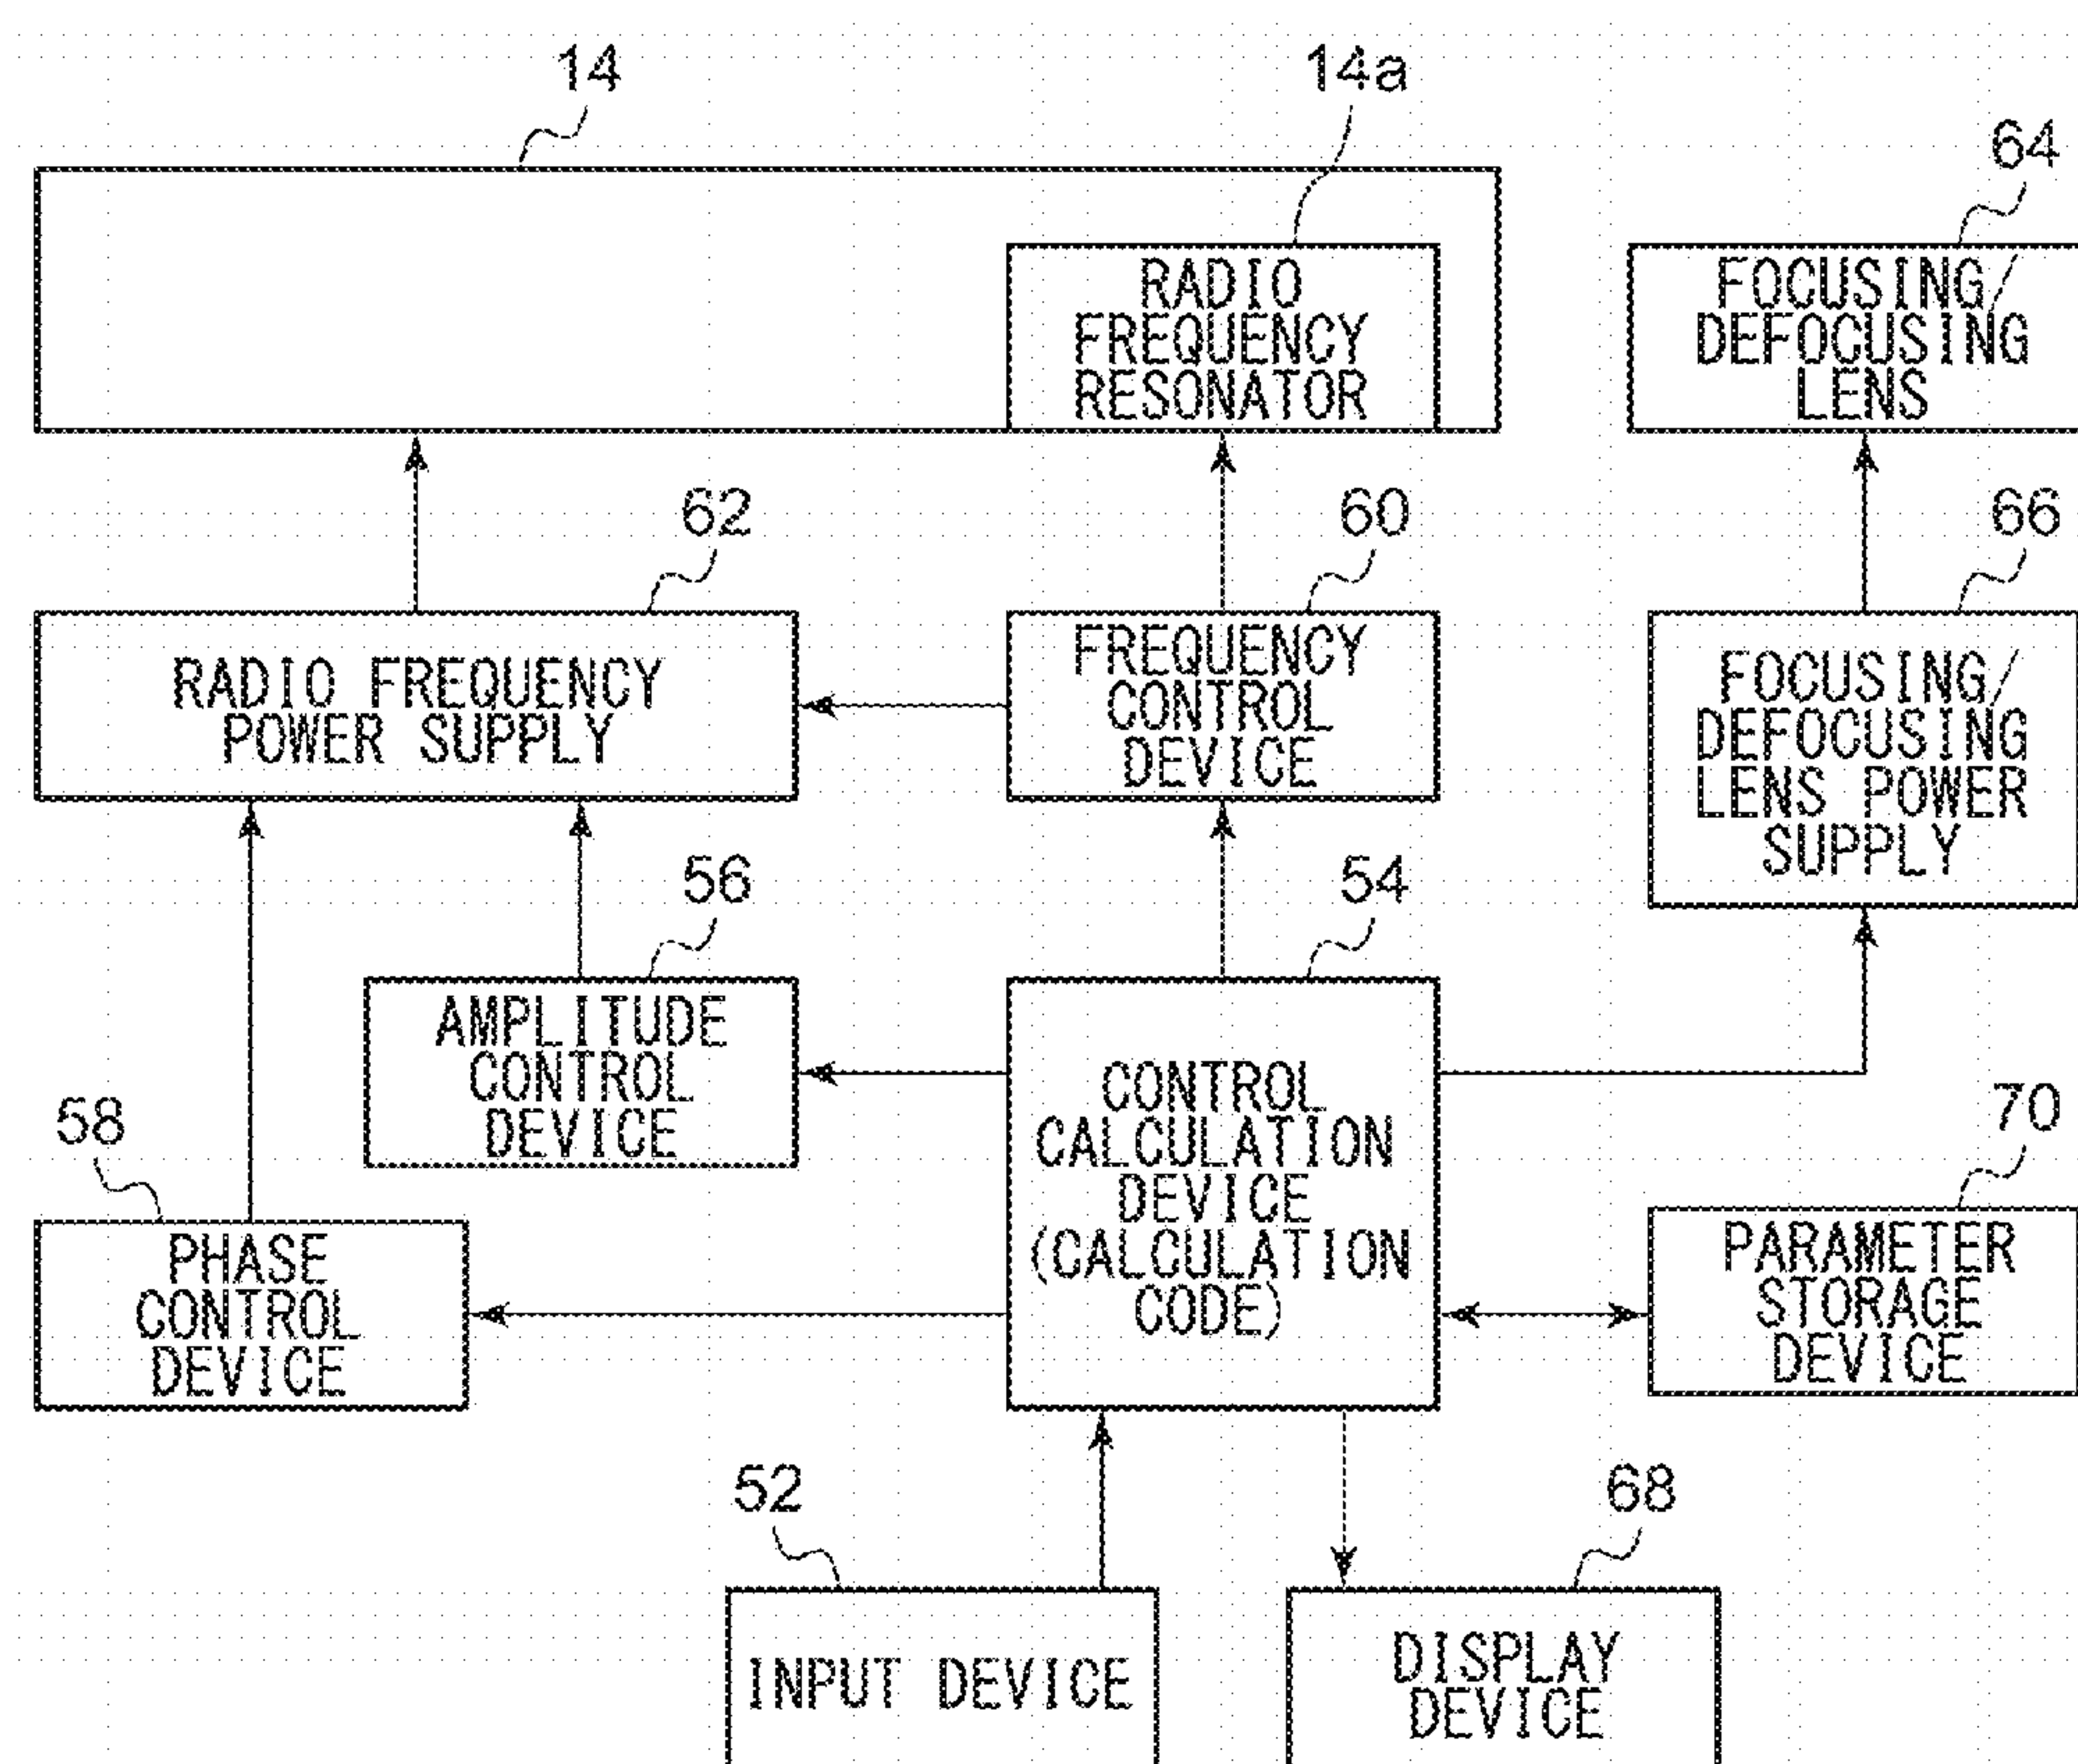 14
14a
64
RADIO
FREQUENCY
RESONATOR
FOCUSING/
DEFOCUSING
LENS
62
60
66
RADIO FREQUENCY
POWER SUPPLY
FREQUENCY
CONTROL
DEVICE
FOCUSING/
DEFOCUSING
LENS POWER
SUPPLY
56
54
AMPLITUDE
CONTROL
DEVICE
CONTROL
CALCULATION
DEVICE
(CALCULATION
CODE)
58
70
PHASE
CONTROL
DEVICE
PARAMETER
STORAGE
DEVICE
52
68
INPUT DEVICE
DISPLAY
DEVICE